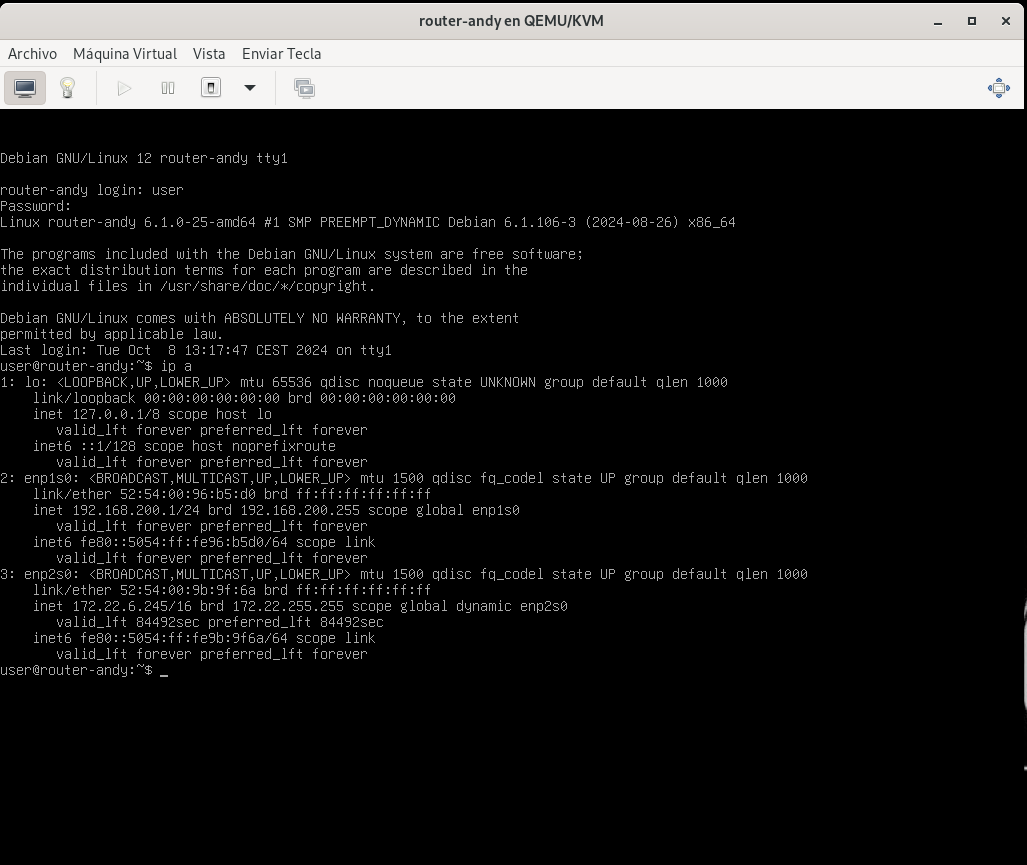 router-andy en QEMU/KVM
Archivo Máquina Virtual Vista Enviar Tecla
Debian GNU/Linux 12 router-andy tty1
router-andy login: user
Password:
Linux router-andy 6.1.0-25-amd64 #1 SMP PREEMPT_DYNAMIC Debian 6.1.106-3 (2024-08-26) x86_64
The programs included with the Debian GNU/Linux system are free software;
the exact distribution terms for each program are described in the
individual files in /usr/share/doc/*/copyright.
Debian GNU/Linux comes with ABSOLUTELY NO WARRANTY, to the extent
permitted by applicable law.
Last login: Tue Oct  8 13:17:47 CEST 2024 on tty1
user@router-andy:~$ ip a
1: lo: <LOOPBACK,UP,LOWER_UP> mtu 65536 qdisc noqueue state UNKNOWN group default qlen 1000
    link/loopback 00:00:00:00:00:00 brd 00:00:00:00:00:00
    inet 127.0.0.1/8 scope host lo
       valid_lft forever preferred_lft forever
    inet6 ::1/128 scope host noprefixroute
       valid_lft forever preferred_lft forever
2: enp1s0: <BROADCAST,MULTICAST,UP,LOWER_UP> mtu 1500 qdisc fq_codel state UP group default qlen 1000
    link/ether 52:54:00:96:b5:d0 brd ff:ff:ff:ff:ff:ff
    inet 192.168.200.1/24 brd 192.168.200.255 scope global enp1s0
       valid_lft forever preferred_lft forever
    inet6 fe80::5054:ff:fe96:b5d0/64 scope link
       valid_lft forever preferred_lft forever
3: enp2s0: <BROADCAST,MULTICAST,UP,LOWER_UP> mtu 1500 qdisc fq_codel state UP group default qlen 1000
    link/ether 52:54:00:9b:9f:6a brd ff:ff:ff:ff:ff:ff
    inet 172.22.6.245/16 brd 172.22.255.255 scope global dynamic enp2s0
       valid_lft 84492sec preferred_lft 84492sec
    inet6 fe80::5054:ff:fe9b:9f6a/64 scope link
       valid_lft forever preferred_lft forever
user@router-andy:~$ _